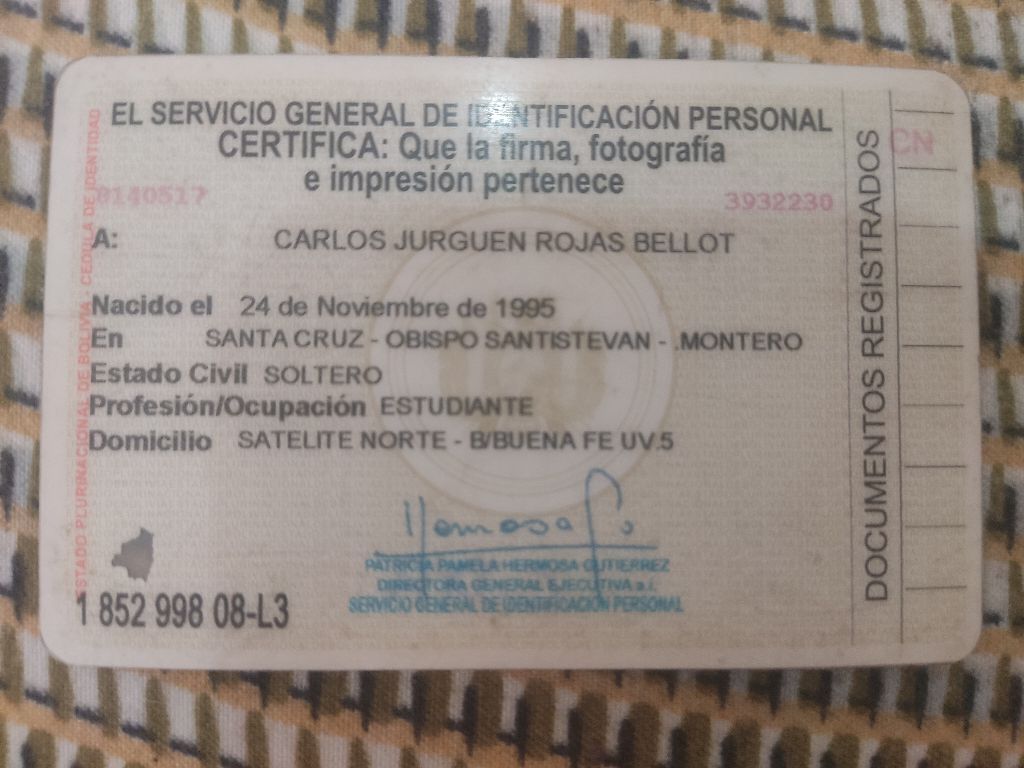 EL SERVICIO GENERAL DE IDENTIFICACIÓN PERSONAL
CERTIFICA: Que la firma, fotografía
e impresión pertenece
0140517
3932230
A: CARLOS JURGUEN ROJAS BELLOT
Nacido el 24 de Noviembre de 1995
En SANTA CRUZ - OBISPO SANTISTEVAN - .MONTERO
Estado Civil SOLTERO
Profesión/Ocupación ESTUDIANTE
Domicilio SATELITE NORTE - B/BUENA FE UV.5
PATRICIA PAMELA HERMOSA GUTIERREZ
DIRECTORA GENERAL EJECUTIVA a.i.
SERVICIO GENERAL DE IDENTIFICACIÓN PERSONAL
1 852 998 08-L3
ESTADO PLURINACIONAL DE BOLIVIA - CEDULA DE IDENTIDAD
DOCUMENTOS REGISTRADOS
CN